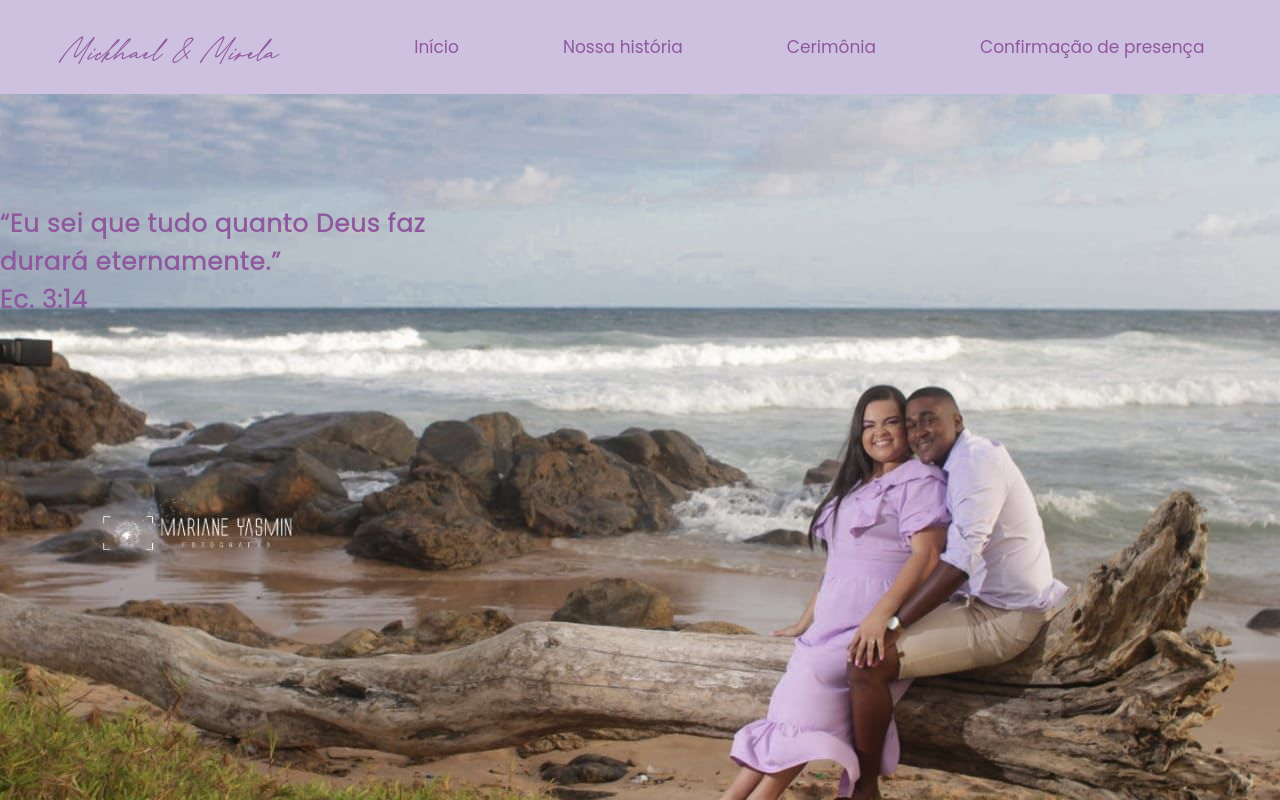 Mickhael & Mirela
Início
Nossa história
Cerimônia
Confirmação de presença
“Eu sei que tudo quanto Deus faz
durará eternamente.”
Ec. 3:14
MARIANE YASMIN
FOTOGRAFIA